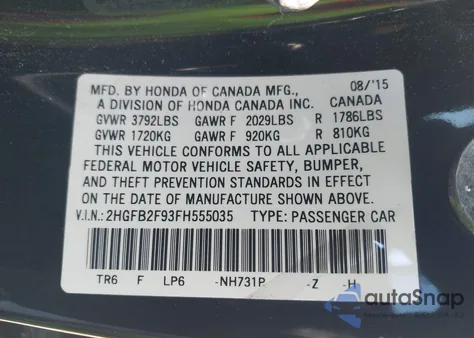 MFD. BY HONDA OF CANADA MFG., 08/'15
A DIVISION OF HONDA CANADA INC. CANADA
GVWR 3792LBS GAWR F 2029LBS R 1786LBS
GVWR 1720KG GAWR F 920KG R 810KG
THIS VEHICLE CONFORMS TO ALL APPLICABLE
FEDERAL MOTOR VEHICLE SAFETY, BUMPER,
AND THEFT PREVENTION STANDARDS IN EFFECT
ON THE DATE OF MANUFACTURE SHOWN ABOVE.
V.I.N.: 2HGFB2F93FH555035 TYPE: PASSENGER CAR
TR6 F LP6 -NH731P -Z -H
autoSnap